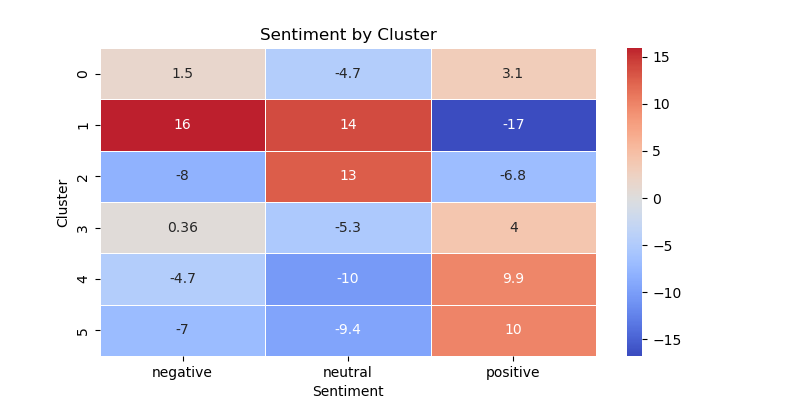 Sentiment by Cluster
0 1.5 -4.7 3.1
1 16 14 -17
2 -8 13 -6.8
3 0.36 -5.3 4
4 -4.7 -10 9.9
5 -7 -9.4 10
Cluster
negative neutral positive
Sentiment
15
10
5
0
−5
−10
−15